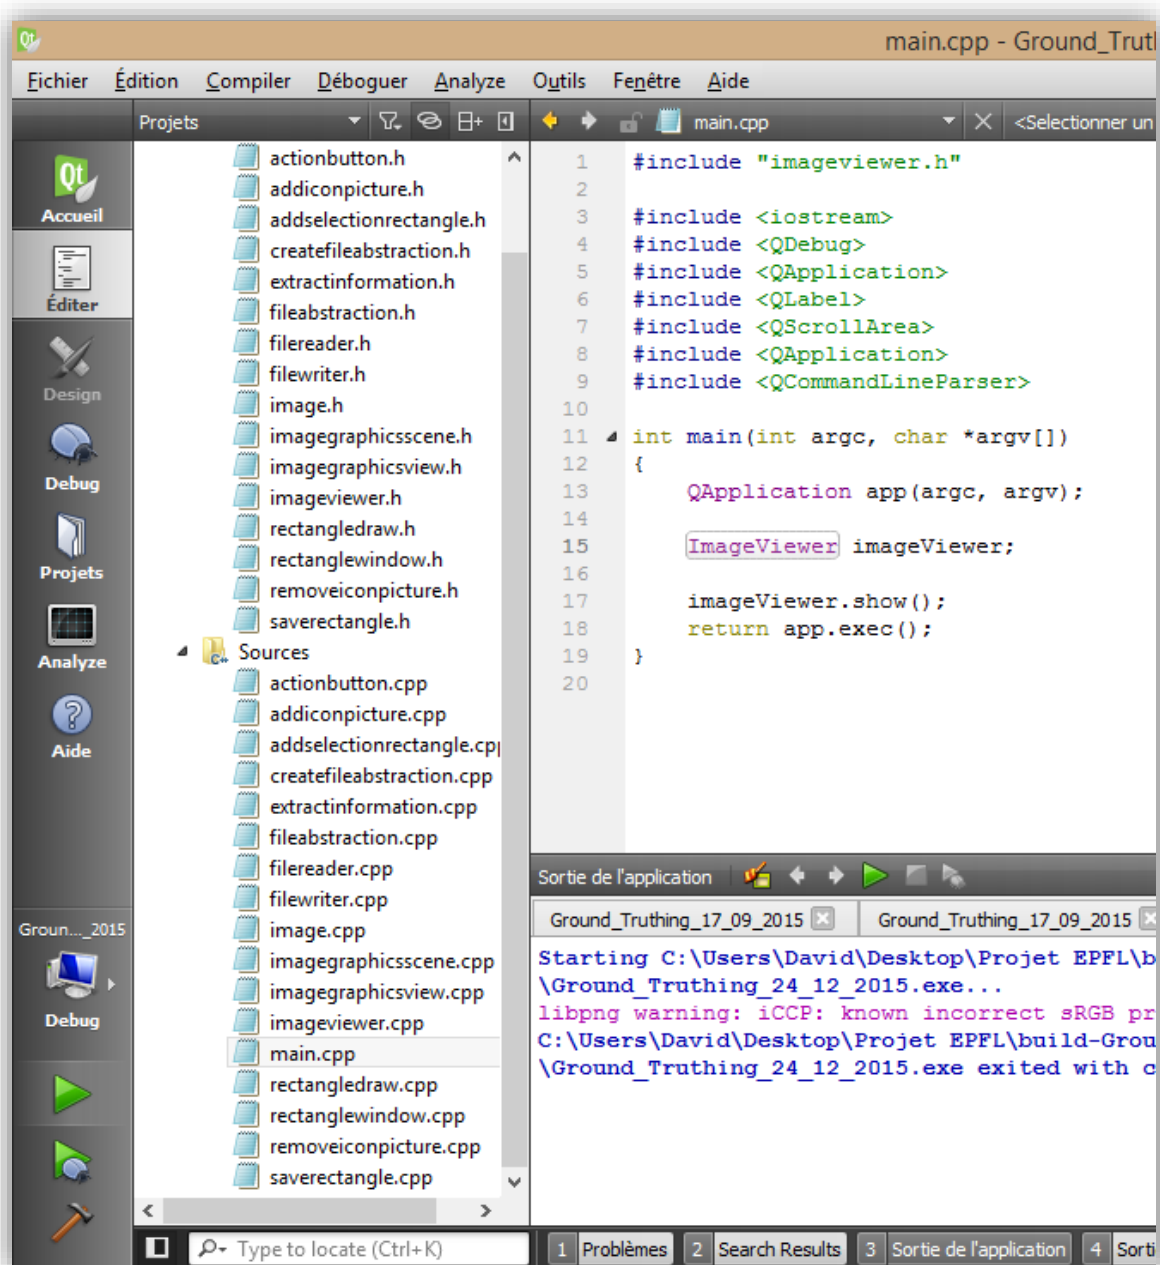 main.cpp - Ground_Trut
Fichier Édition Compiler Déboguer Analyze Outils Fenêtre Aide
Projets
main.cpp
<Selectionner un
Qt
Accueil
Éditer
Design
Debug
Projets
Analyze
Aide
Groun..._2015
Debug
actionbutton.h
addiconpicture.h
addselectionrectangle.h
createfileabstraction.h
extractinformation.h
fileabstraction.h
filereader.h
filewriter.h
image.h
imagegraphicsscene.h
imagegraphicsview.h
imageviewer.h
rectangledraw.h
rectanglewindow.h
removeiconpicture.h
saverectangle.h
Sources
actionbutton.cpp
addiconpicture.cpp
addselectionrectangle.cp
createfileabstraction.cpp
extractinformation.cpp
fileabstraction.cpp
filereader.cpp
filewriter.cpp
image.cpp
imagegraphicsscene.cpp
imagegraphicsview.cpp
imageviewer.cpp
main.cpp
rectangledraw.cpp
rectanglewindow.cpp
removeiconpicture.cpp
saverectangle.cpp
Type to locate (Ctrl+K)
1 #include "imageviewer.h"
2
3 #include <iostream>
4 #include <QDebug>
5 #include <QApplication>
6 #include <QLabel>
7 #include <QScrollArea>
8 #include <QApplication>
9 #include <QCommandLineParser>
10
11 int main(int argc, char *argv[])
12 {
13 QApplication app(argc, argv);
14
15 ImageViewer imageViewer;
16
17 imageViewer.show();
18 return app.exec();
19 }
20
Sortie de l'application
Ground_Truthing_17_09_2015 Ground_Truthing_17_09_2015
Starting C:\Users\David\Desktop\Projet EPFL\b
\Ground_Truthing_24_12_2015.exe...
libpng warning: iCCP: known incorrect sRGB pr
C:\Users\David\Desktop\Projet EPFL\build-Grou
\Ground_Truthing_24_12_2015.exe exited with c
1 Problèmes 2 Search Results 3 Sortie de l'application 4 Sorti